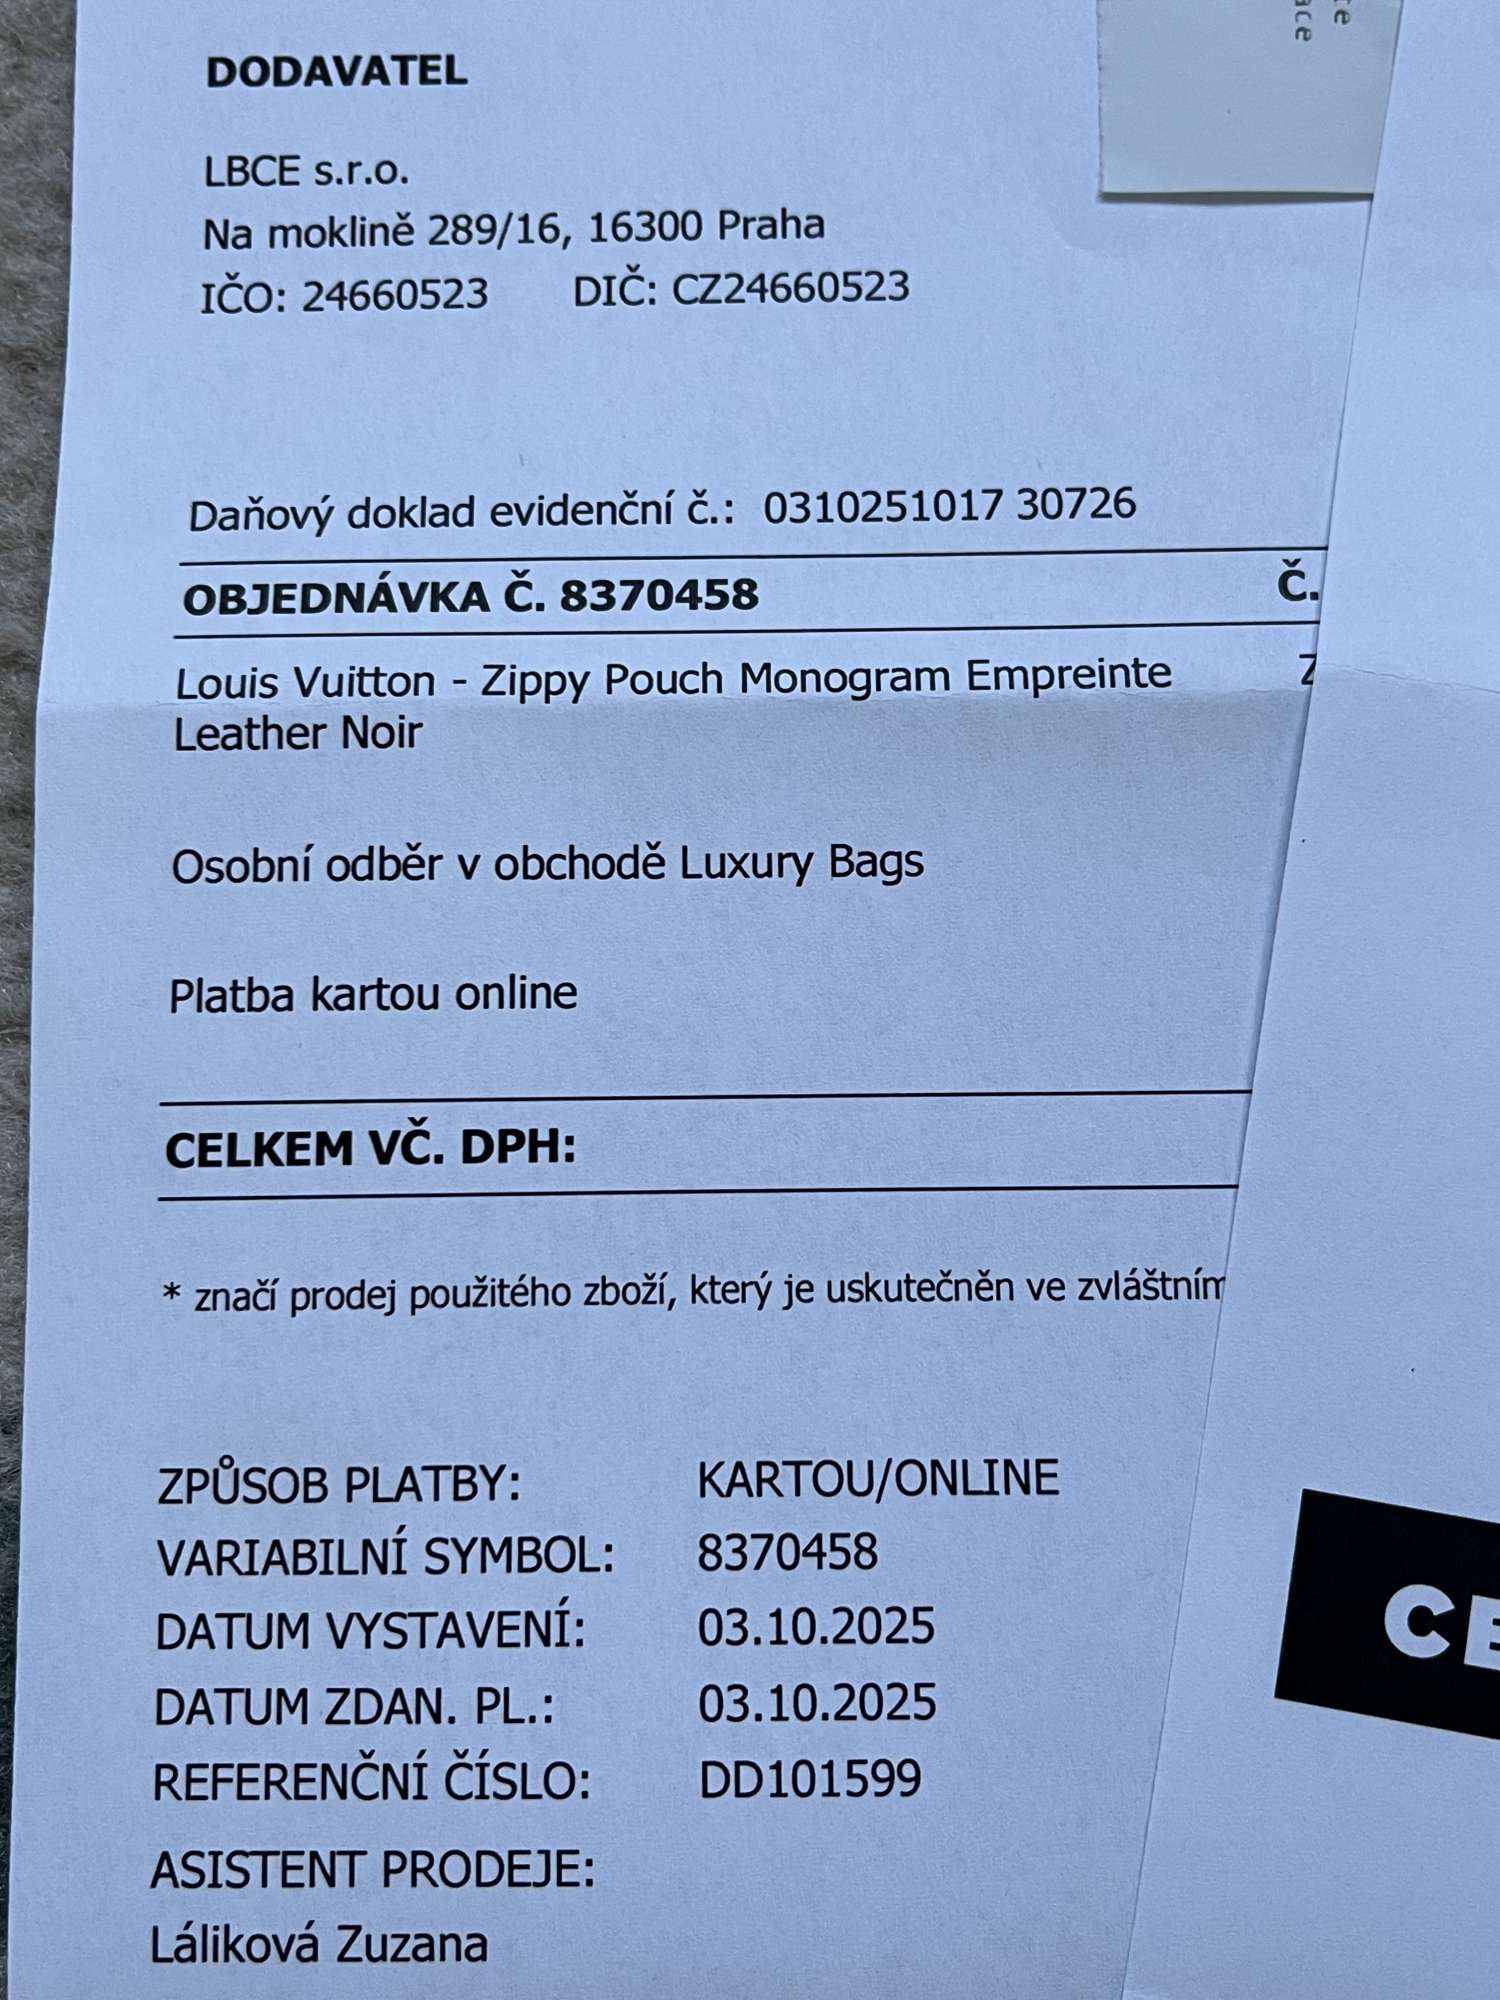 DODAVATEL
LBCE s.r.o.
Na moklině 289/16, 16300 Praha
IČO: 24660523 DIČ: CZ24660523
Daňový doklad evidenční č.: 0310251017 30726
OBJEDNÁVKA Č. 8370458 Č.
Louis Vuitton - Zippy Pouch Monogram Empreinte
Leather Noir
Osobní odběr v obchodě Luxury Bags
Platba kartou online
CELKEM VČ. DPH:
* značí prodej použitého zboží, který je uskutečněn ve zvláštním
ZPŮSOB PLATBY: KARTOU/ONLINE
VARIABILNÍ SYMBOL: 8370458
DATUM VYSTAVENÍ: 03.10.2025
DATUM ZDAN. PL.: 03.10.2025
REFERENČNÍ ČÍSLO: DD101599
ASISTENT PRODEJE:
Láliková Zuzana